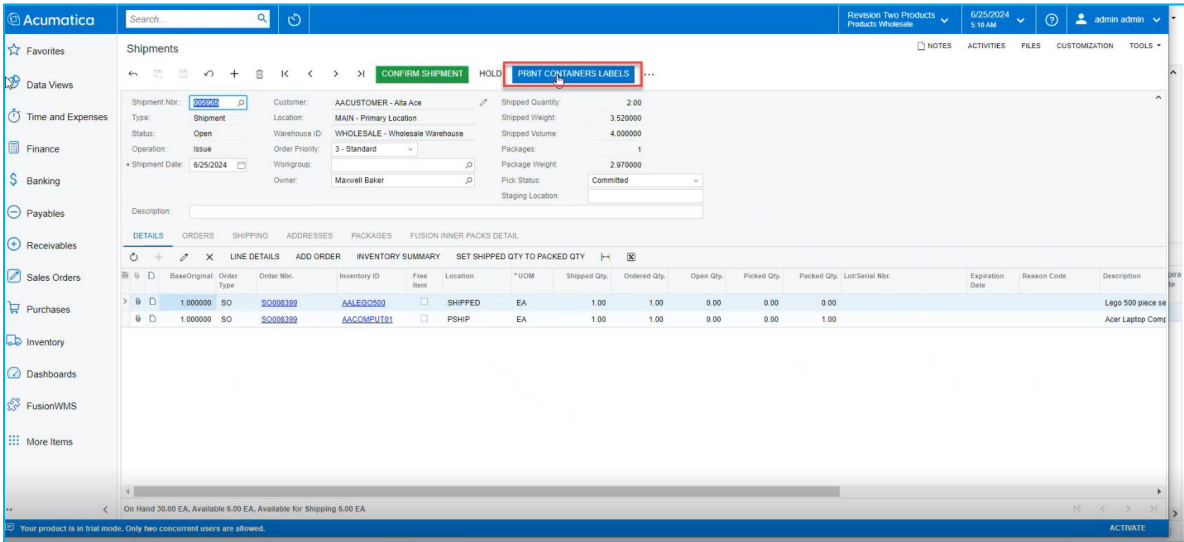 Acumatica
Search...
Revision Two Products
Products Wholesale
6/25/2024
5:10 AM
admin admin
Favorites
Data Views
Time and Expenses
Finance
Banking
Payables
Receivables
Sales Orders
Purchases
Inventory
Dashboards
FusionWMS
More Items
Shipments
NOTES ACTIVITIES FILES CUSTOMIZATION TOOLS
CONFIRM SHIPMENT HOLD PRINT CONTAINERS LABELS ...
Shipment Nbr.: 005965 Customer: AACUSTOMER - Alta Ace Shipped Quantity: 2.00
Type: Shipment Location: MAIN - Primary Location Shipped Weight: 3.520000
Status: Open Warehouse ID: WHOLESALE - Wholesale Warehouse Shipped Volume: 4.000000
Operation: Issue Order Priority: 3 - Standard Packages: 1
Shipment Date: 6/25/2024 Workgroup: Package Weight: 2.970000
Owner: Maxwell Baker Pick Status: Committed
Staging Location:
Description:
DETAILS ORDERS SHIPPING ADDRESSES PACKAGES FUSION INNER PACKS DETAIL
LINE DETAILS ADD ORDER INVENTORY SUMMARY SET SHIPPED QTY TO PACKED QTY
BaseOriginal Order Type Order Nbr. Inventory ID Free Item Location *UOM Shipped Qty. Ordered Qty. Open Qty. Picked Qty. Packed Qty. Lot/Serial Nbr. Expiration Date Reason Code Description
1.000000 SO SO008399 AALEGO500 SHIPPED EA 1.00 1.00 0.00 0.00 0.00 Lego 500 piece se
1.000000 SO SO008399 AACOMPUT01 PSHIP EA 1.00 1.00 0.00 0.00 1.00 Acer Laptop Comp
On Hand 30.00 EA, Available 6.00 EA, Available for Shipping 6.00 EA
Your product is in trial mode. Only two concurrent users are allowed.
ACTIVATE